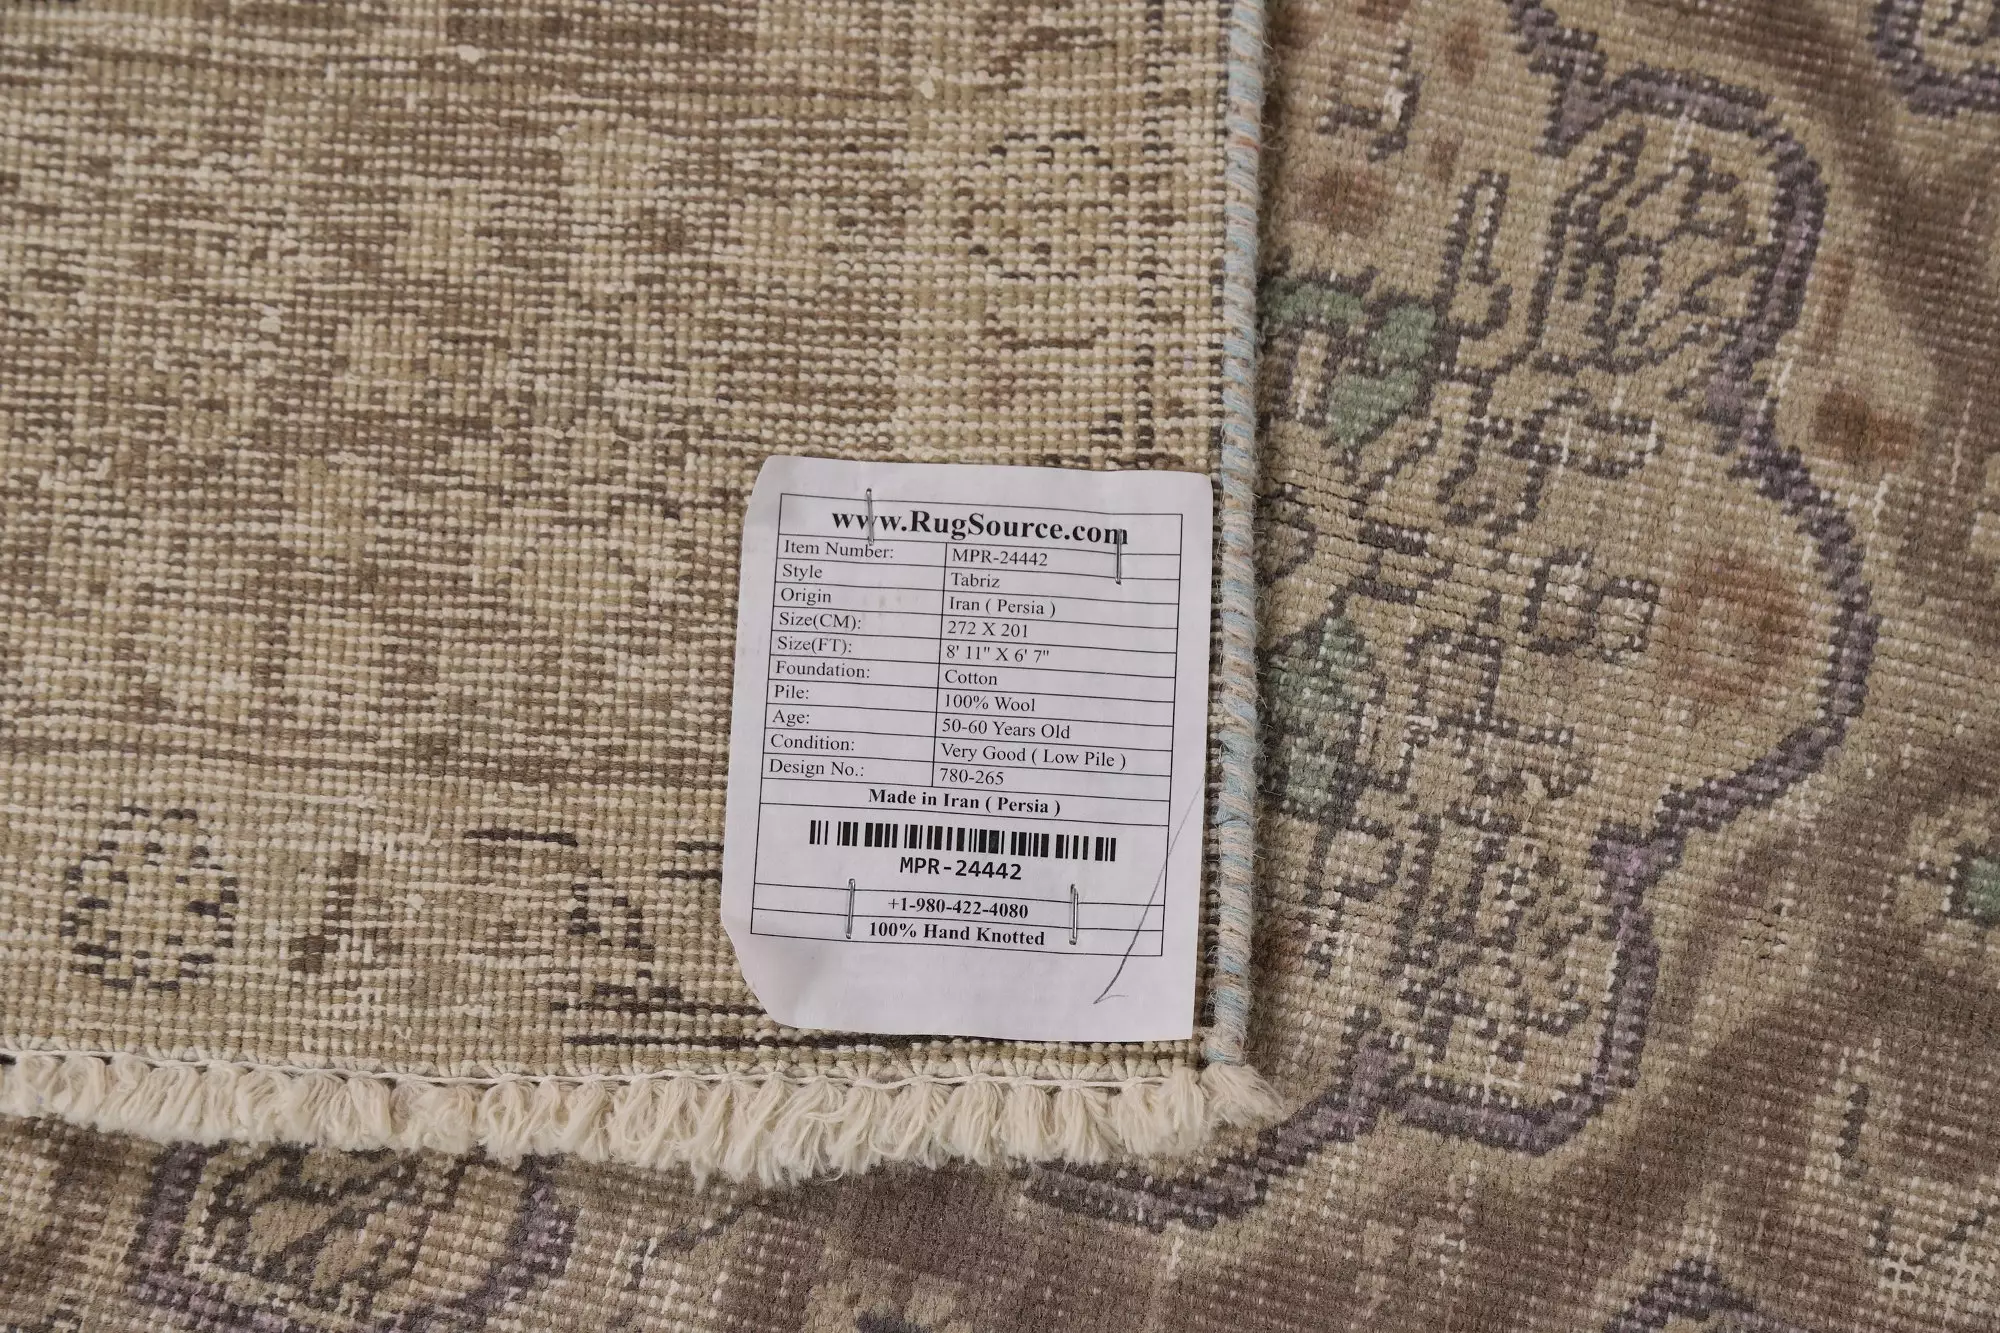 www.RugSource.com
Item Number: MPR-24442
Style Tabriz
Origin Iran ( Persia )
Size(CM): 272 X 201
Size(FT): 8' 11" X 6' 7"
Foundation: Cotton
Pile: 100% Wool
Age: 50-60 Years Old
Condition: Very Good ( Low Pile )
Design No.: 780-265
Made in Iran ( Persia )
MPR-24442
+1-980-422-4080
100% Hand Knotted